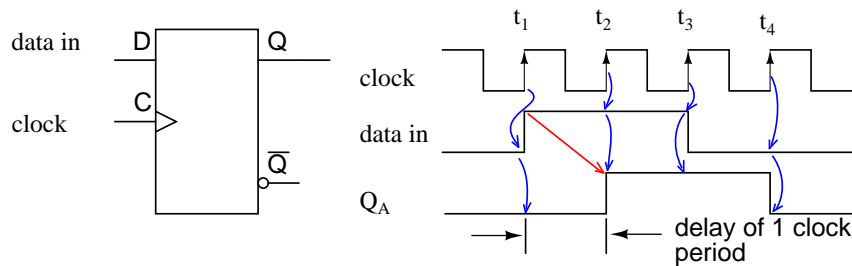 data in D Q
C
clock
Q
t1 t2 t3 t4
clock
data in
QA
delay of 1 clock
period